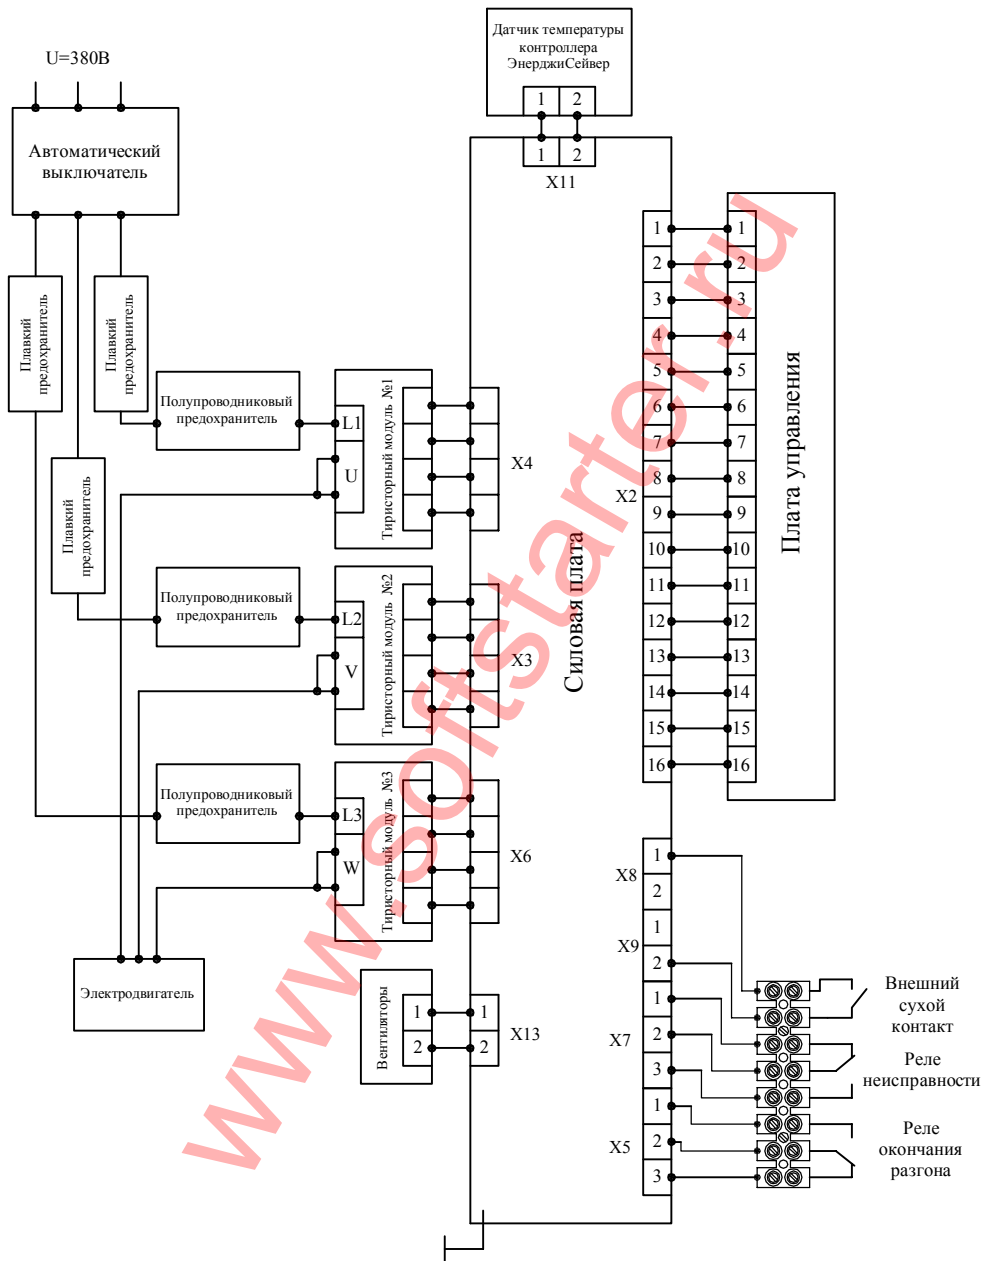 Датчик температуры
контроллера
ЭнерджиСейвер
1 2
1 2
X11
U=380В
Автоматический
выключатель
Плавкий
предохранитель
Плавкий
предохранитель
Плавкий
предохранитель
Полупроводниковый
предохранитель
L1
U
Тиристорный модуль №1
X4
Полупроводниковый
предохранитель
L2
V
Тиристорный модуль №2
X3
Полупроводниковый
предохранитель
L3
W
Тиристорный модуль №3
X6
Электродвигатель
Вентиляторы
1 1
2 2
X13
Силовая плата
X2
1 1
2 2
3 3
4 4
5 5
6 6
7 7
8 8
9 9
10 10
11 11
12 12
13 13
14 14
15 15
16 16
Плата управления
X8
1
2
X9
1
2
X7
1
2
3
X5
1
2
3
Внешний
сухой
контакт
Реле
неисправности
Реле
окончания
разгона
www.softstarter.ru